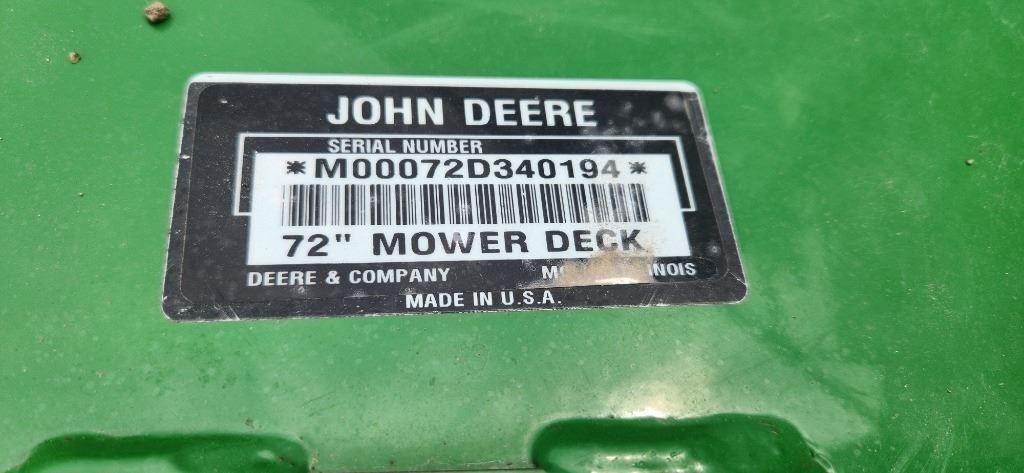 JOHN DEERE
SERIAL NUMBER
*M00072D340194*
72" MOWER DECK
DEERE & COMPANY
MADE IN U.S.A.